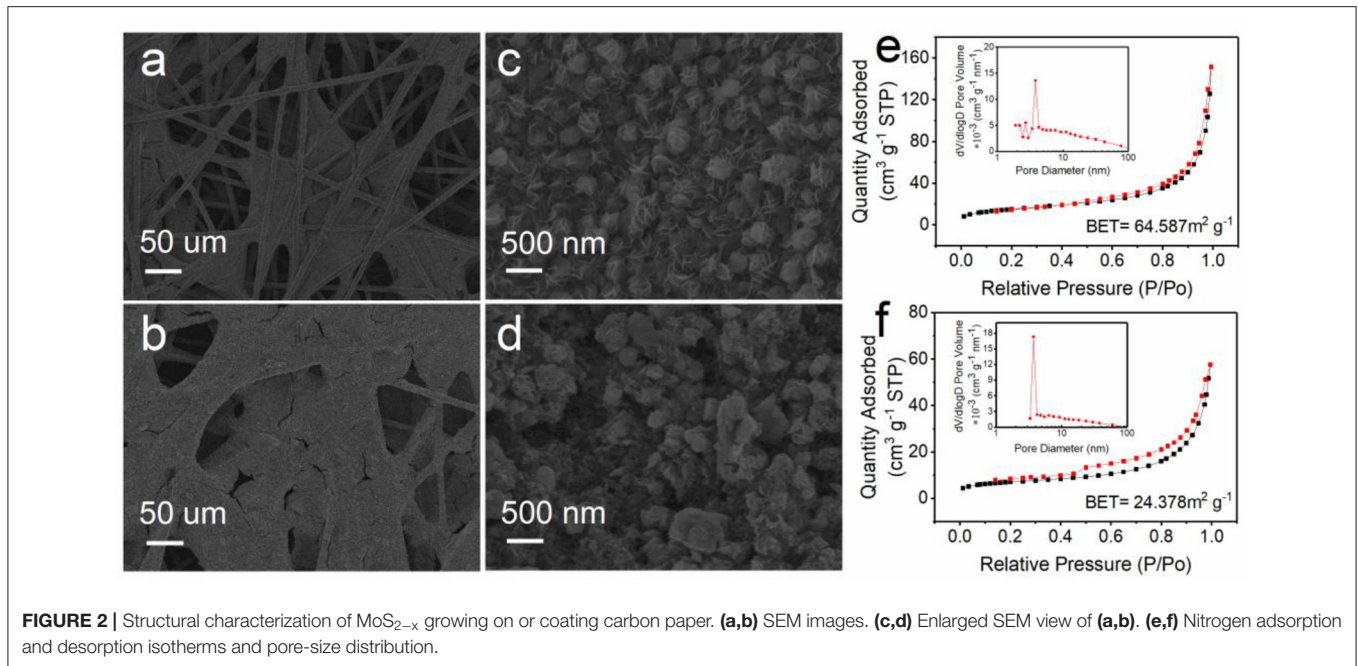 a
50 um
c
500 nm
e
Quantity Adsorbed
(cm³ g⁻¹ STP)
160
120
80
40
0
0.0 0.2 0.4 0.6 0.8 1.0
Relative Pressure (P/Po)
BET= 64.587m² g⁻¹
dV/dlogD Pore Volume
*10⁻³ (cm³ g⁻¹ nm⁻¹)
20
15
10
5
0
1 10 100
Pore Diameter (nm)
b
50 um
d
500 nm
f
Quantity Adsorbed
(cm³ g⁻¹ STP)
80
60
40
20
0
0.0 0.2 0.4 0.6 0.8 1.0
Relative Pressure (P/Po)
BET= 24.378m² g⁻¹
dV/dlogD Pore Volume
*10⁻³ (cm³ g⁻¹ nm⁻¹)
18
15
12
9
6
3
0
1 10 100
Pore Diameter (nm)
FIGURE 2 | Structural characterization of MoS₂₋ₓ growing on or coating carbon paper. (a,b) SEM images. (c,d) Enlarged SEM view of (a,b). (e,f) Nitrogen adsorption
and desorption isotherms and pore-size distribution.